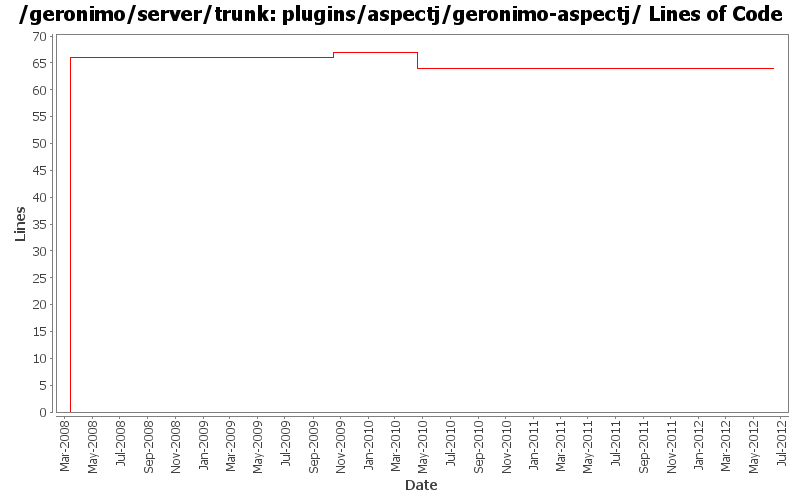 /geronimo/server/trunk: plugins/aspectj/geronimo-aspectj/ Lines of Code
70
65
60
55
50
45
40
35
30
25
20
15
10
5
0
Lines
Mar-2008
May-2008
Jul-2008
Sep-2008
Nov-2008
Jan-2009
Mar-2009
May-2009
Jul-2009
Sep-2009
Nov-2009
Jan-2010
Mar-2010
May-2010
Jul-2010
Sep-2010
Nov-2010
Jan-2011
Mar-2011
May-2011
Jul-2011
Sep-2011
Nov-2011
Jan-2012
Mar-2012
May-2012
Jul-2012
Date